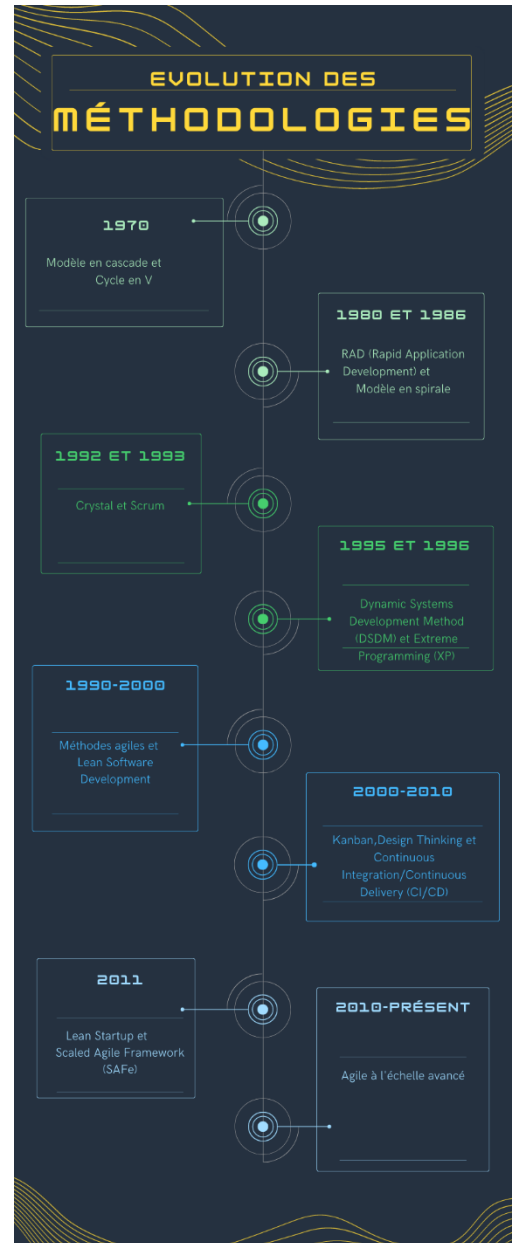 EVOLUTION DES
MÉTHODOLOGIES
1970
Modèle en cascade et
Cycle en V
1980 ET 1986
RAD (Rapid Application
Development) et
Modèle en spirale
1992 ET 1993
Crystal et Scrum
1995 ET 1996
Dynamic Systems
Development Method
(DSDM) et Extreme
Programming (XP)
1990-2000
Méthodes agiles et
Lean Software
Development
2000-2010
Kanban,Design Thinking et
Continuous
Integration/Continuous
Delivery (CI/CD)
2011
Lean Startup et
Scaled Agile Framework
(SAFe)
2010-PRÉSENT
Agile à l'échelle avancé